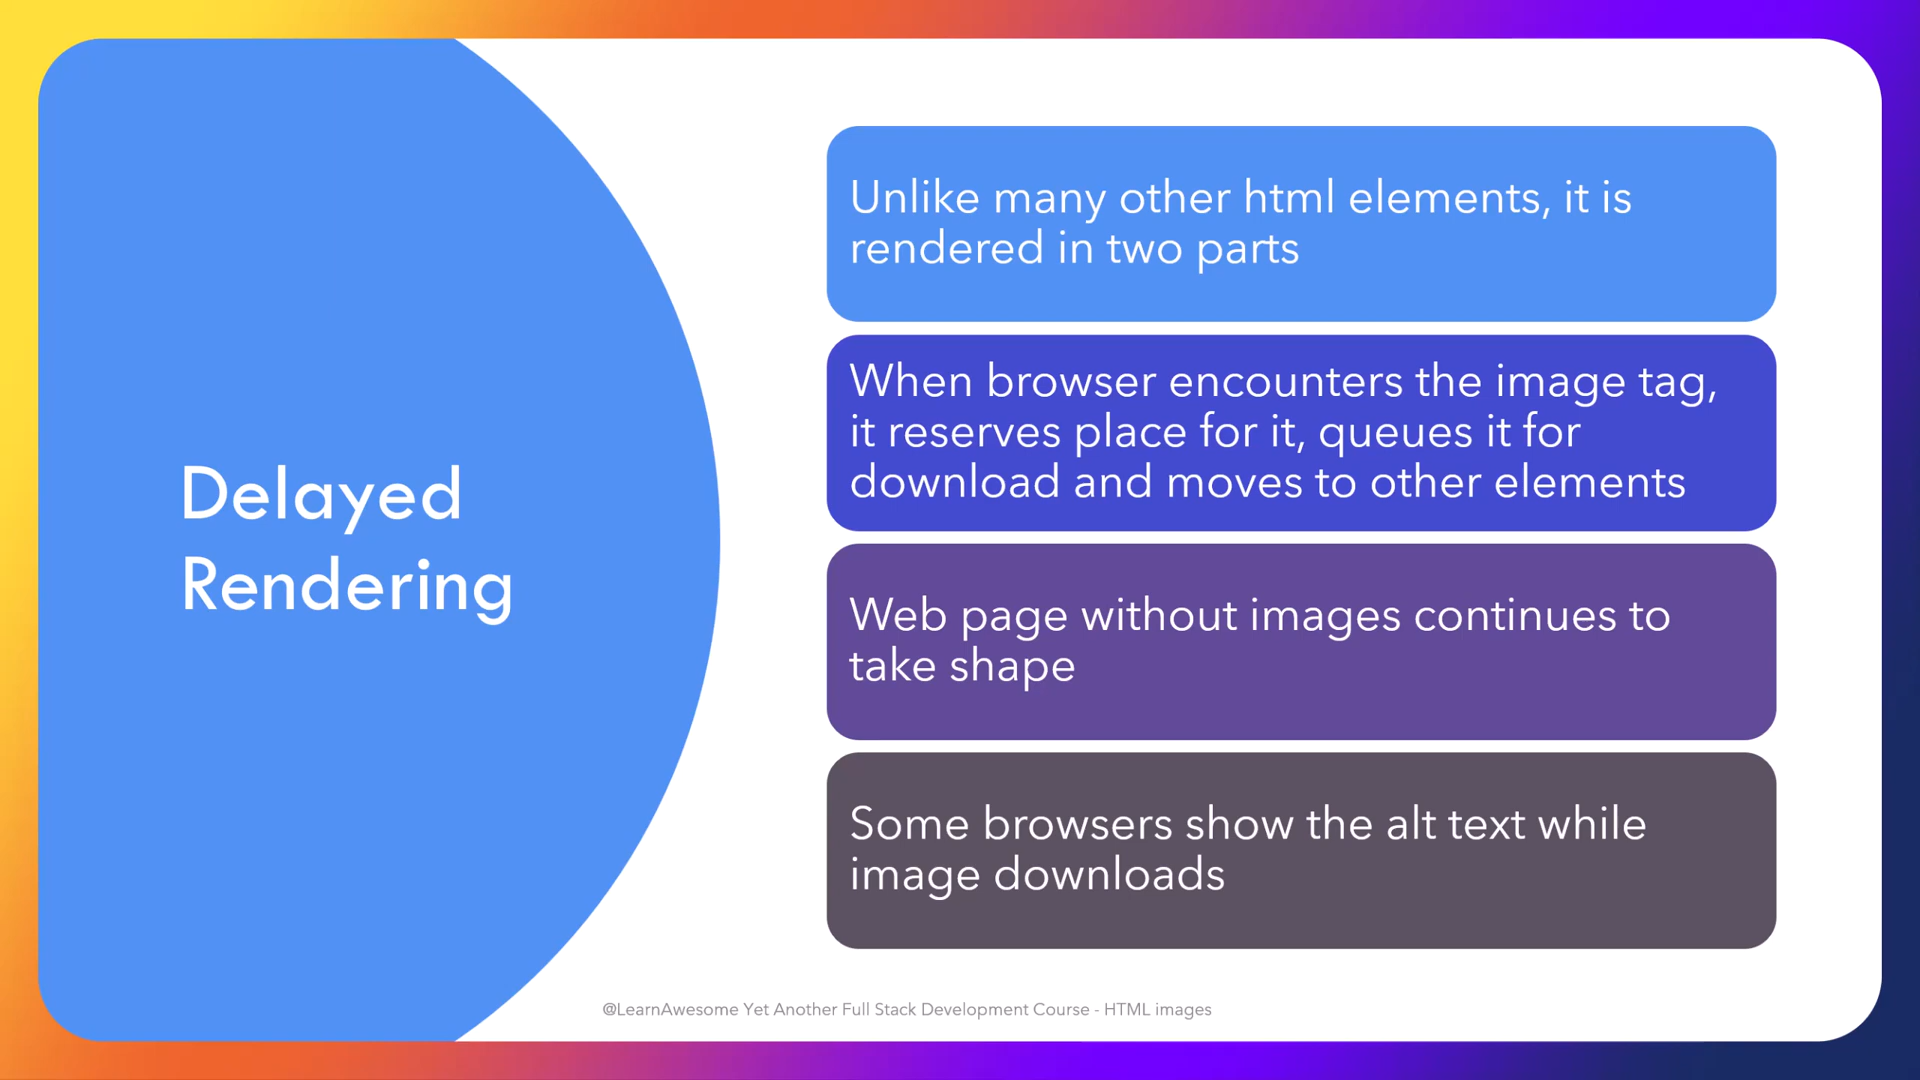 Delayed
Rendering
Unlike many other html elements, it is
rendered in two parts
When browser encounters the image tag,
it reserves place for it, queues it for
download and moves to other elements
Web page without images continues to
take shape
Some browsers show the alt text while
image downloads
@LearnAwesome Yet Another Full Stack Development Course - HTML images